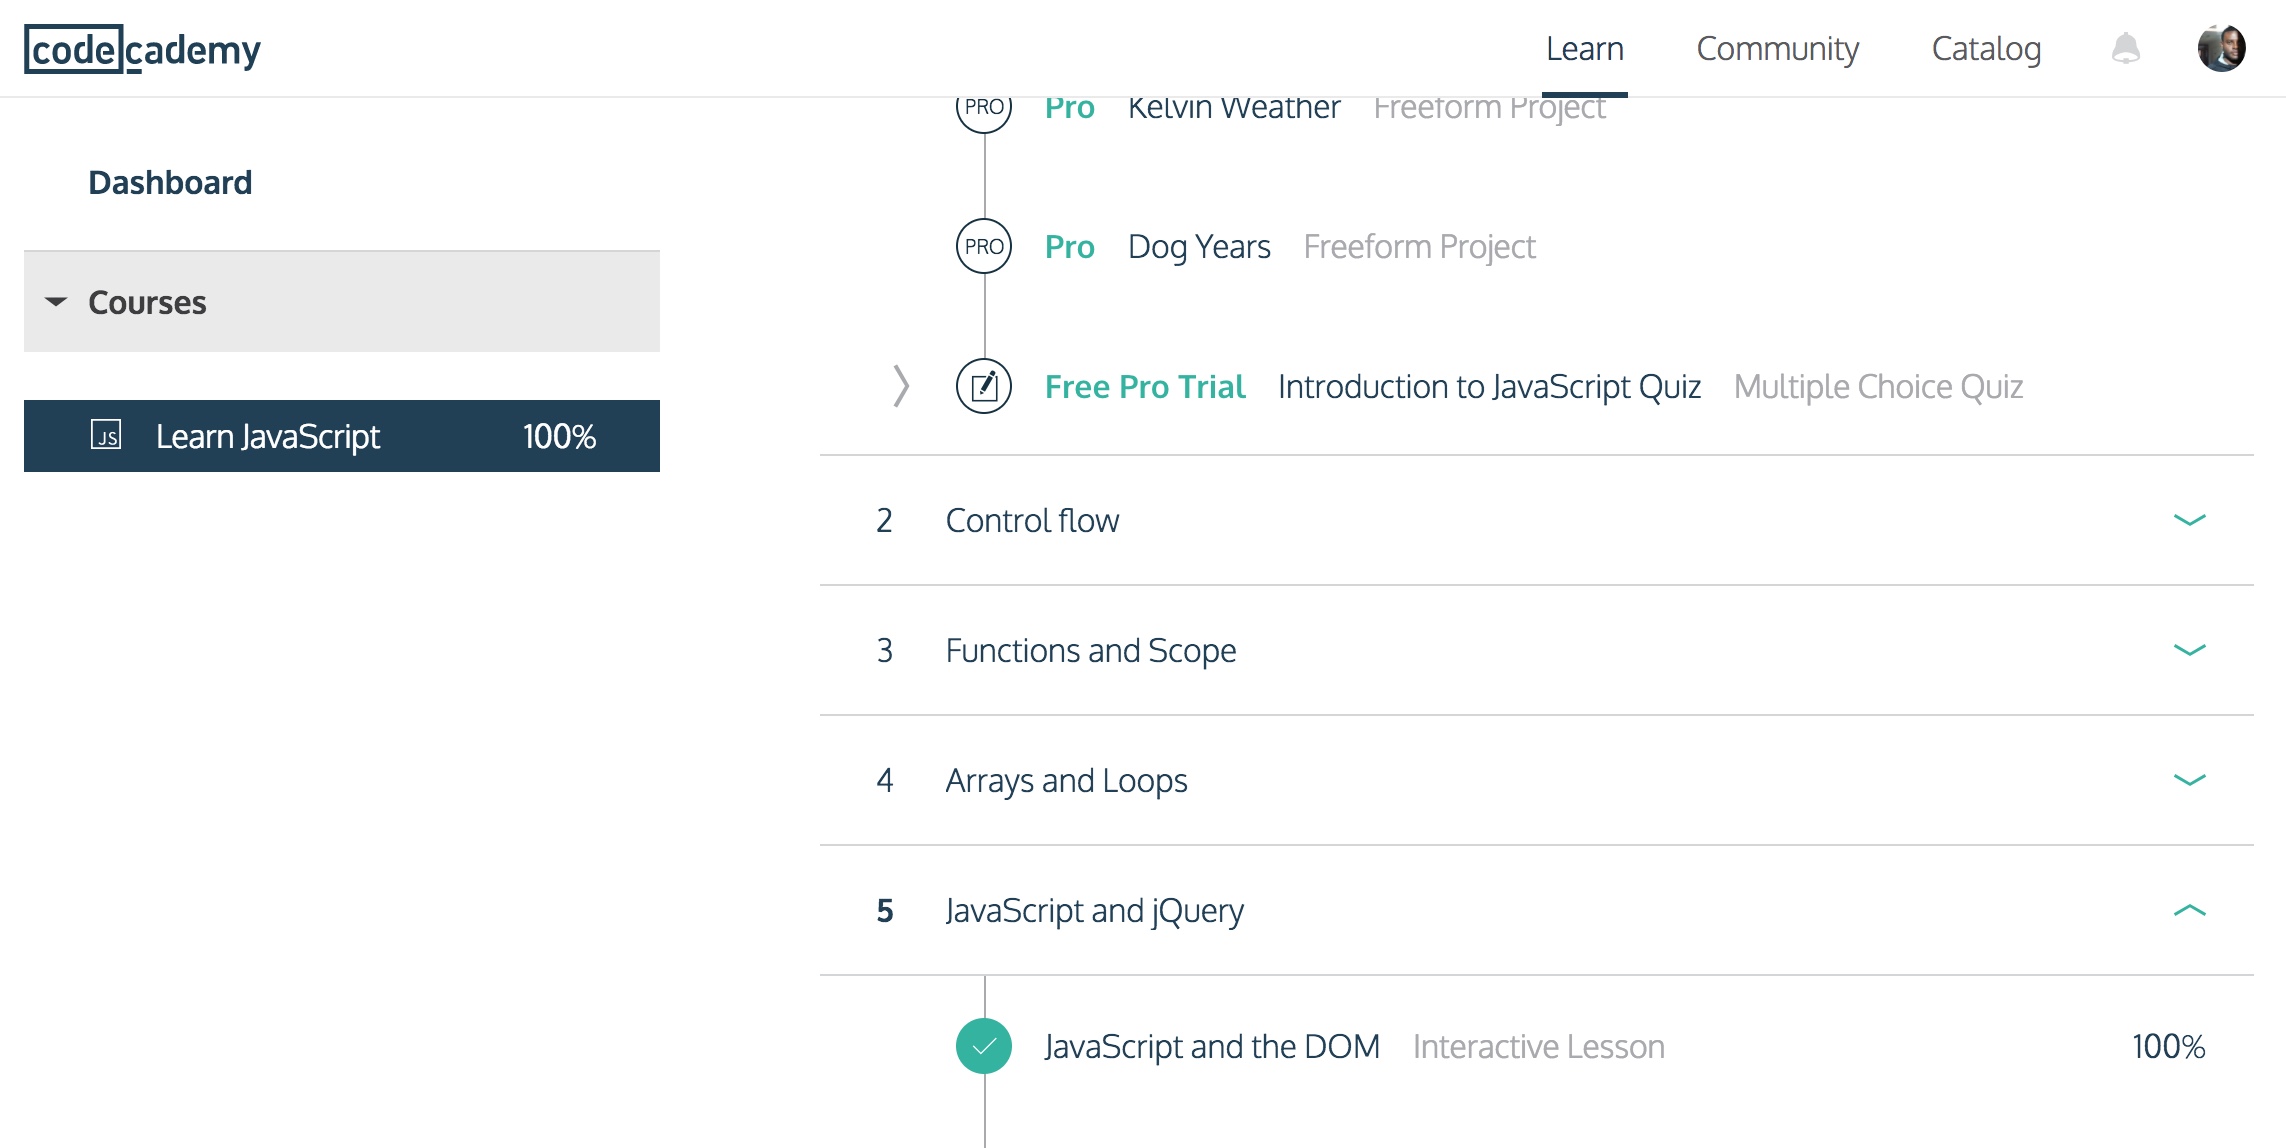 codecademy
Learn Community Catalog
Dashboard
Courses
JS Learn JavaScript 100%
PRO Pro Kelvin Weather Freeform Project
PRO Pro Dog Years Freeform Project
Free Pro Trial Introduction to JavaScript Quiz Multiple Choice Quiz
2 Control flow
3 Functions and Scope
4 Arrays and Loops
5 JavaScript and jQuery
JavaScript and the DOM Interactive Lesson 100%